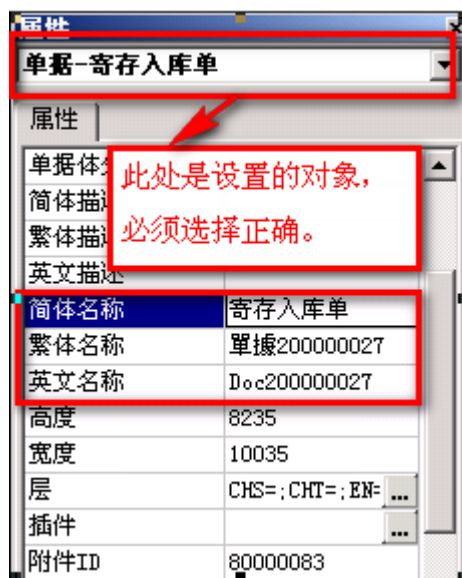 属性
单据-寄存入库单
属性
单据体
此处是设置的对象，
必须选择正确。
简体描
繁体描
英文描述
简体名称 寄存入库单
繁体名称 單據200000027
英文名称 Doc200000027
高度 8235
宽度 10035
层 CHS=;CHT=;EN= ...
插件 ...
附件ID 80000083